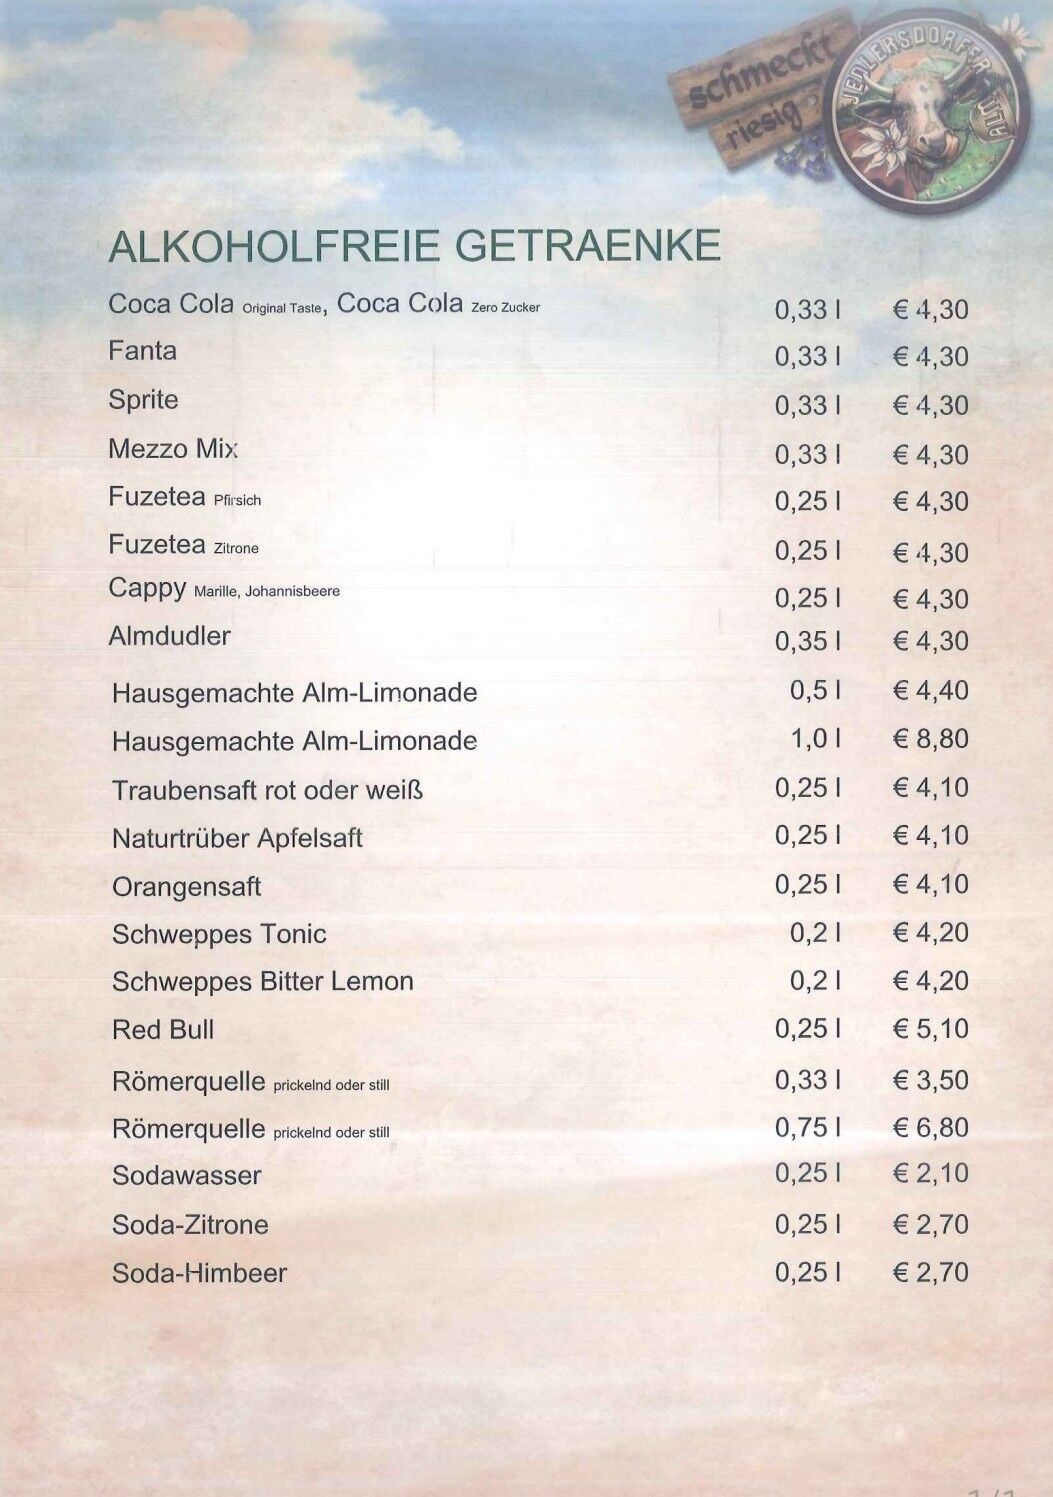 schmeckt
riesig
JEDLERSDORFER ALM
ALKOHOLFREIE GETRAENKE
Coca Cola Original Taste, Coca Cola Zero Zucker 0,33 l € 4,30
Fanta 0,33 l € 4,30
Sprite 0,33 l € 4,30
Mezzo Mix 0,33 l € 4,30
Fuzetea Pfirsich 0,25 l € 4,30
Fuzetea Zitrone 0,25 l € 4,30
Cappy Marille, Johannisbeere 0,25 l € 4,30
Almdudler 0,35 l € 4,30
Hausgemachte Alm-Limonade 0,5 l € 4,40
Hausgemachte Alm-Limonade 1,0 l € 8,80
Traubensaft rot oder weiß 0,25 l € 4,10
Naturtrüber Apfelsaft 0,25 l € 4,10
Orangensaft 0,25 l € 4,10
Schweppes Tonic 0,2 l € 4,20
Schweppes Bitter Lemon 0,2 l € 4,20
Red Bull 0,25 l € 5,10
Römerquelle prickelnd oder still 0,33 l € 3,50
Römerquelle prickelnd oder still 0,75 l € 6,80
Sodawasser 0,25 l € 2,10
Soda-Zitrone 0,25 l € 2,70
Soda-Himbeer 0,25 l € 2,70